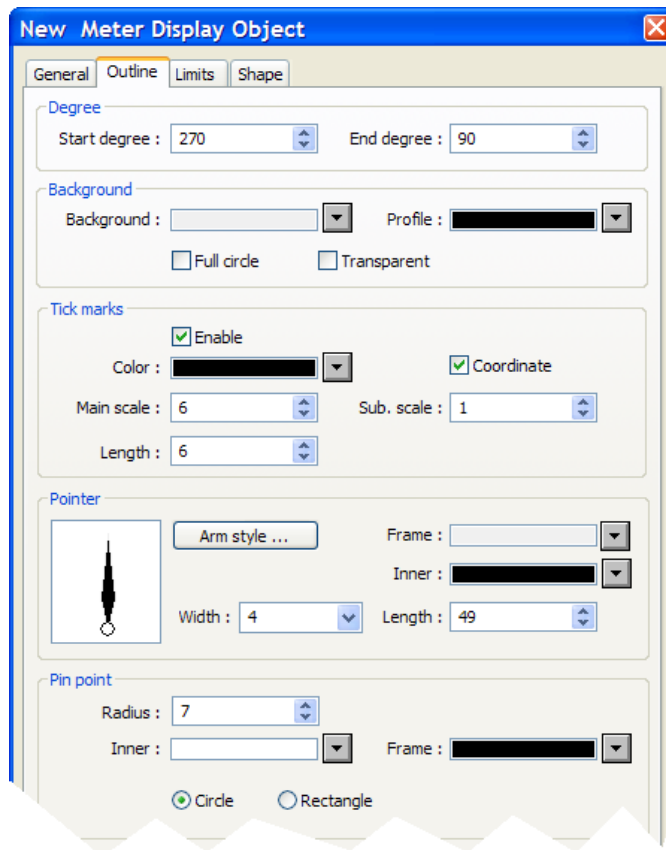 New Meter Display Object
General Outline Limits Shape
Degree
Start degree : 270 End degree : 90
Background
Background : Profile :
Full circle Transparent
Tick marks
Enable
Color : Coordinate
Main scale : 6 Sub. scale : 1
Length : 6
Pointer
Arm style ... Frame :
Inner :
Width : 4 Length : 49
Pin point
Radius : 7
Inner : Frame :
Circle Rectangle